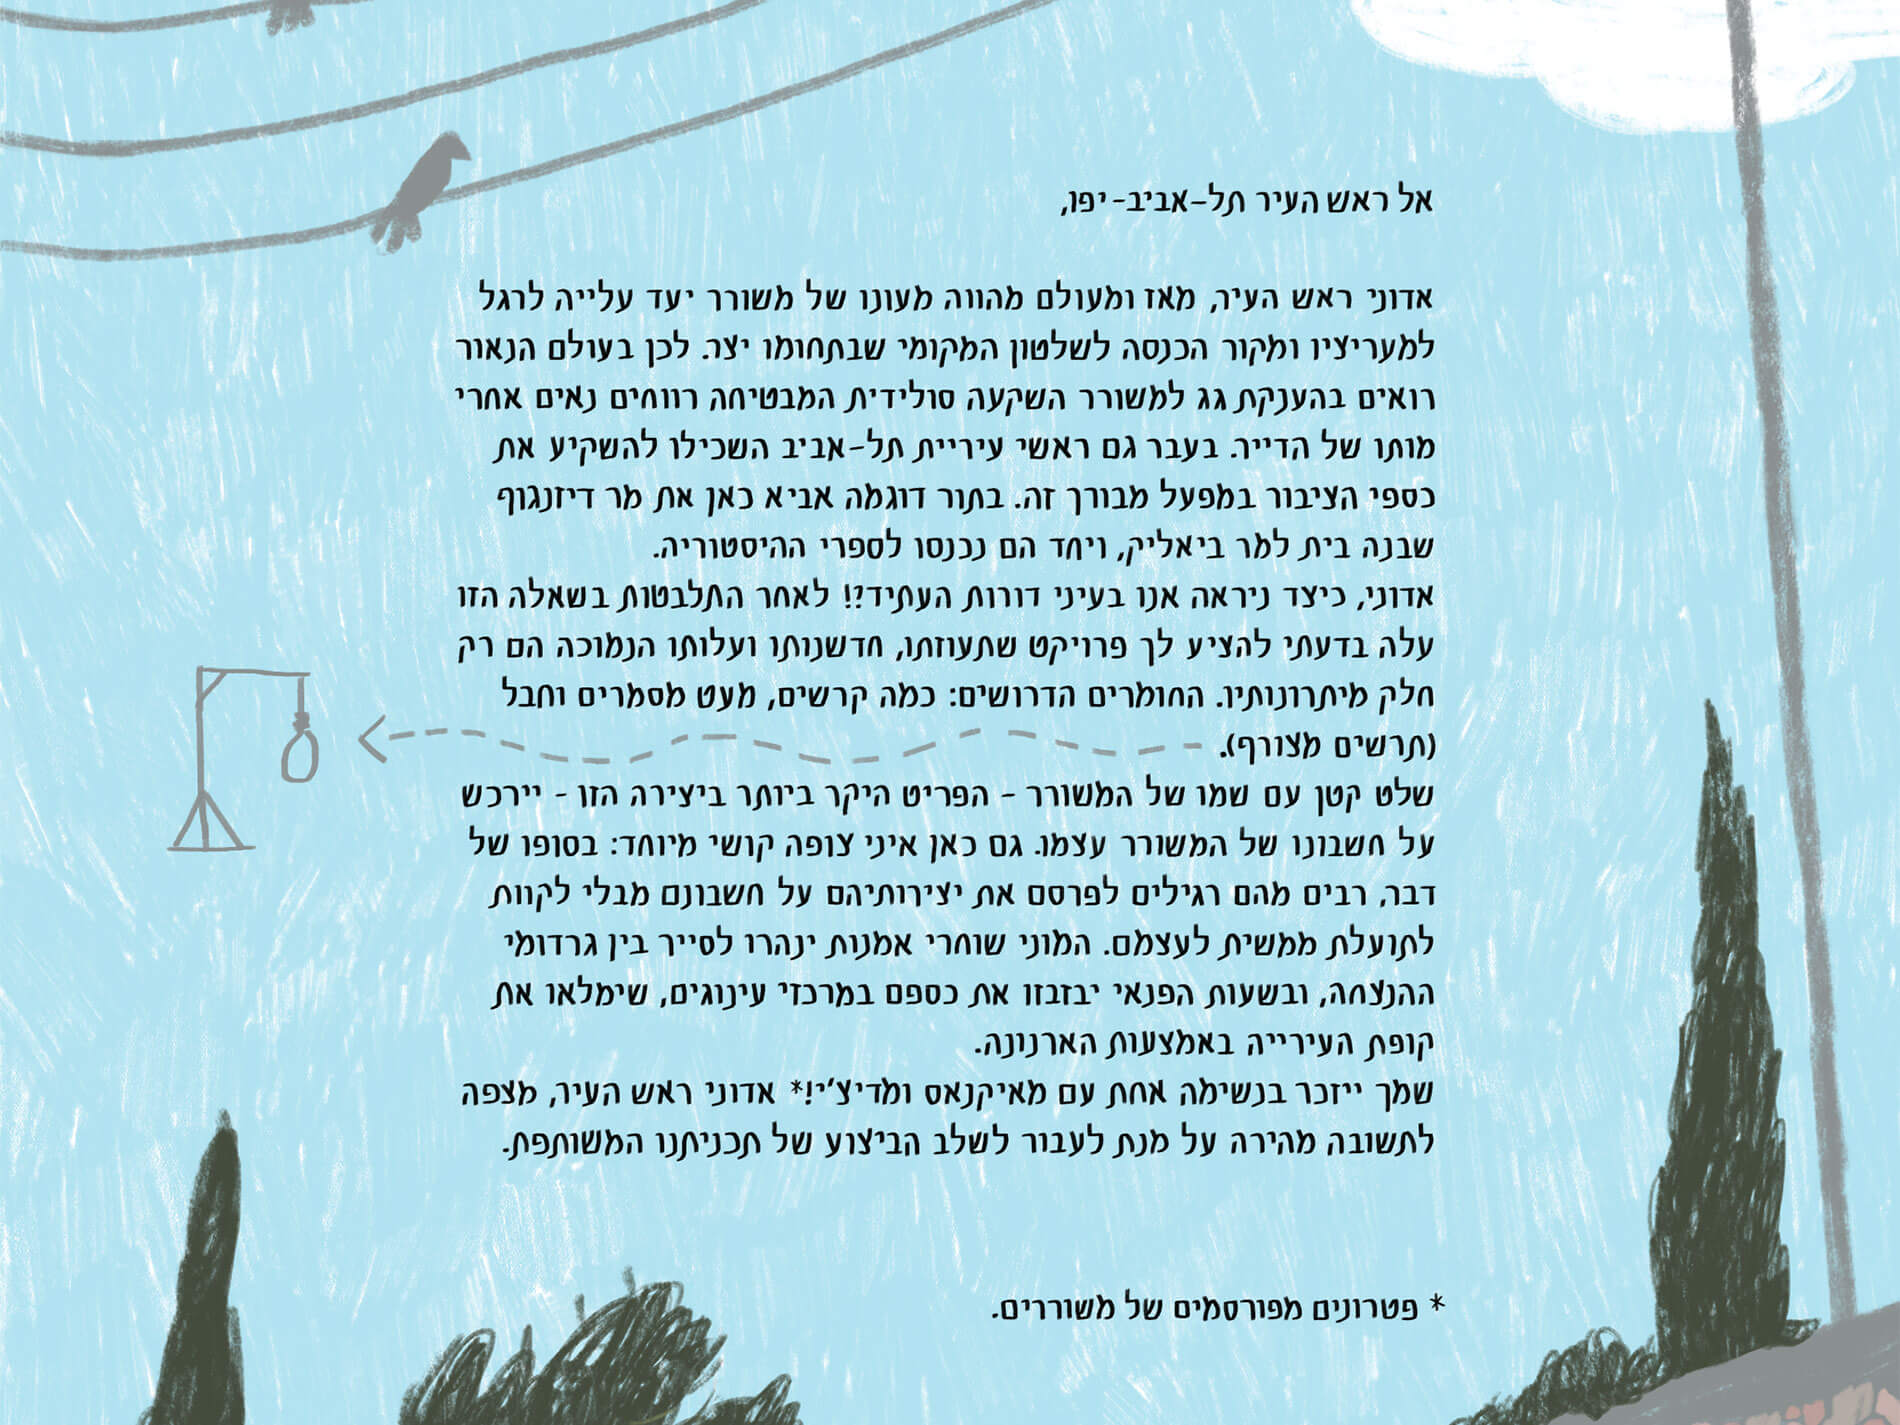 אל ראש העיר תל-אביב-יפו,
אדוני ראש העיר, מאז ומעולם מהווה מעונו של משורר יעד עלייה לרגל
למעריציו ומקור הכנסה לשלטון המקומי שבתחומו יצר. לכן בעולם הנאור
רואים בהענקת גג למשורר השקעה סולידית המבטיחה רווחים נאים אחרי
מותו של הדייר. בעבר גם ראשי עיריית תל-אביב השכילו להשקיע את
כספי הציבור במפעל מבורך זה. בתור דוגמה אביא כאן את מר דיזנגוף
שבנה בית למר ביאליק, ויחד הם נכנסו לספרי ההיסטוריה.
אדוני, כיצד ניראה אנו בעיני דורות העתיד?! לאחר התלבטות בשאלה הזו
עלה בדעתי להציע לך פרויקט שתעוזתו, חדשנותו ועלותו הנמוכה הם רק
חלק מיתרונותיו. החומרים הדרושים: כמה קרשים, מעט מסמרים וחבל
(תרשים מצורף).
שלט קטן עם שמו של המשורר - הפריט היקר ביותר ביצירה הזו - יירכש
על חשבונו של המשורר עצמו. גם כאן איני צופה קושי מיוחד: בסופו של
דבר, רבים מהם רגילים לפרסם את יצירותיהם על חשבונם מבלי לקוות
לתועלת ממשית לעצמם. המוני שוחרי אמנות ינהרו לסייר בין גרדומי
ההנצחה, ובשעות הפנאי יבזבזו את כספם במרכזי עינוגים, שימלאו את
קופת העירייה באמצעות הארנונה.
שמך ייזכר בנשימה אחת עם מאיקנאס ומדיצ'י!* אדוני ראש העיר, מצפה
לתשובה מהירה על מנת לעבור לשלב הביצוע של תכניתנו המשותפת.
* פטרונים מפורסמים של משוררים.